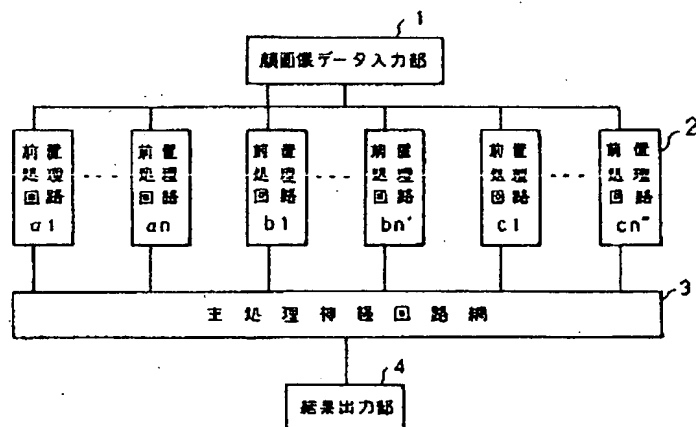 1
顔画像データ入力部
2
前置処理回路 a1
前置処理回路 an
前置処理回路 b1
前置処理回路 bn'
前置処理回路 c1
前置処理回路 cn"
3
主処理神経回路網
4
結果出力部